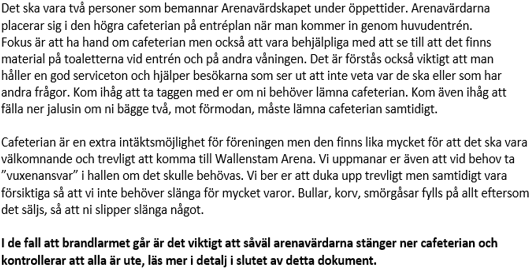 Det ska vara två personer som bemannar Arenavärdskapet under öppettider. Arenavärdarna
placerar sig i den högra cafeterian på entréplan när man kommer in genom huvudentrén.
Fokus är att ha hand om cafeterian men också att vara behjälpliga med att se till att det finns
material på toaletterna vid entrén och på andra våningen. Det är förstås också viktigt att man
håller en god serviceton och hjälper besökarna som ser ut att inte veta var de ska eller som har
andra frågor. Kom ihåg att ta taggen med er om ni behöver lämna cafeterian. Kom även ihåg att
fälla ner jalusin om ni bägge två, mot förmodan, måste lämna cafeterian samtidigt.
Cafeterian är en extra intäktsmöjlighet för föreningen men den finns lika mycket för att det ska vara
välkomnande och trevligt att komma till Wallenstam Arena. Vi uppmanar er även att vid behov ta
”vuxenansvar” i hallen om det skulle behövas. Vi ber er att duka upp trevligt men samtidigt vara
försiktiga så att vi inte behöver slänga för mycket varor. Bullar, korv, smörgåsar fylls på allt eftersom
det säljs, så att ni slipper slänga något.
I de fall att brandlarmet går är det viktigt att såväl arenavärdarna stänger ner cafeterian och
kontrollerar att alla är ute, läs mer i detalj i slutet av detta dokument.